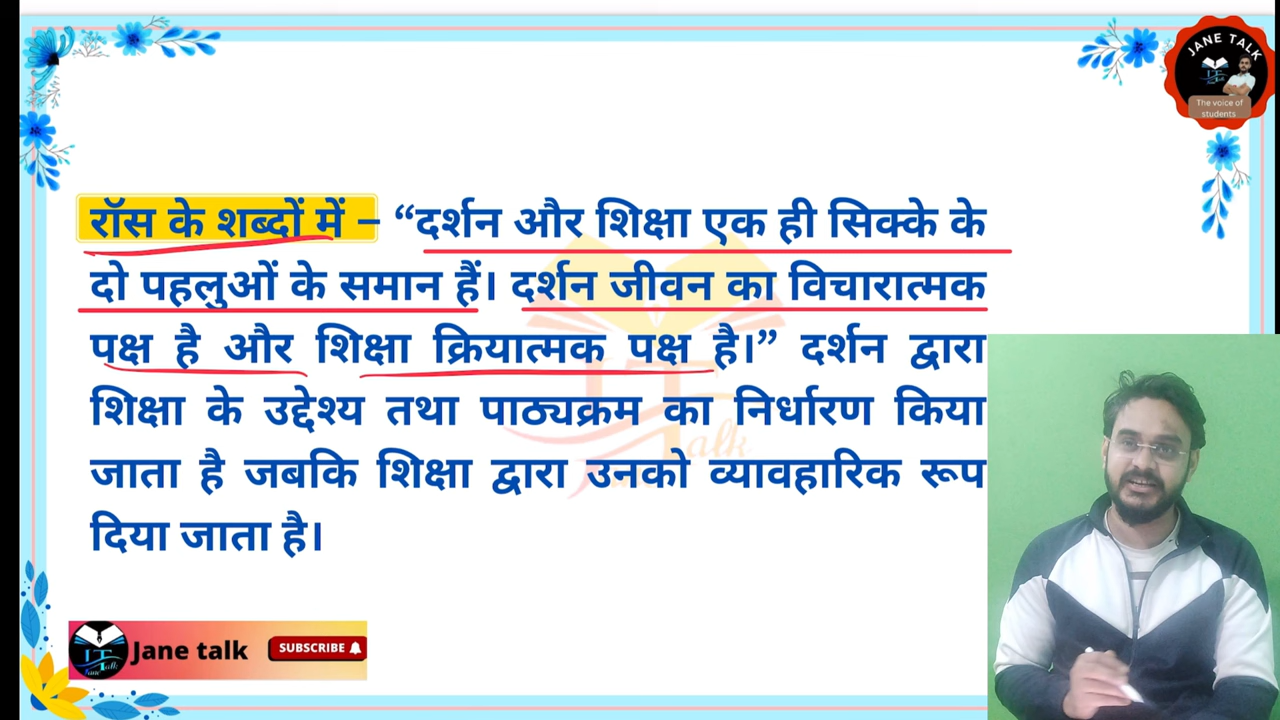 JANE TALK
The voice of
students
रॉस के शब्दों में – “दर्शन और शिक्षा एक ही सिक्के के
दो पहलुओं के समान हैं। दर्शन जीवन का विचारात्मक
पक्ष है और शिक्षा क्रियात्मक पक्ष है।” दर्शन द्वारा
शिक्षा के उद्देश्य तथा पाठ्यक्रम का निर्धारण किया
जाता है जबकि शिक्षा द्वारा उनको व्यावहारिक रूप
दिया जाता है।
Jane talk
SUBSCRIBE